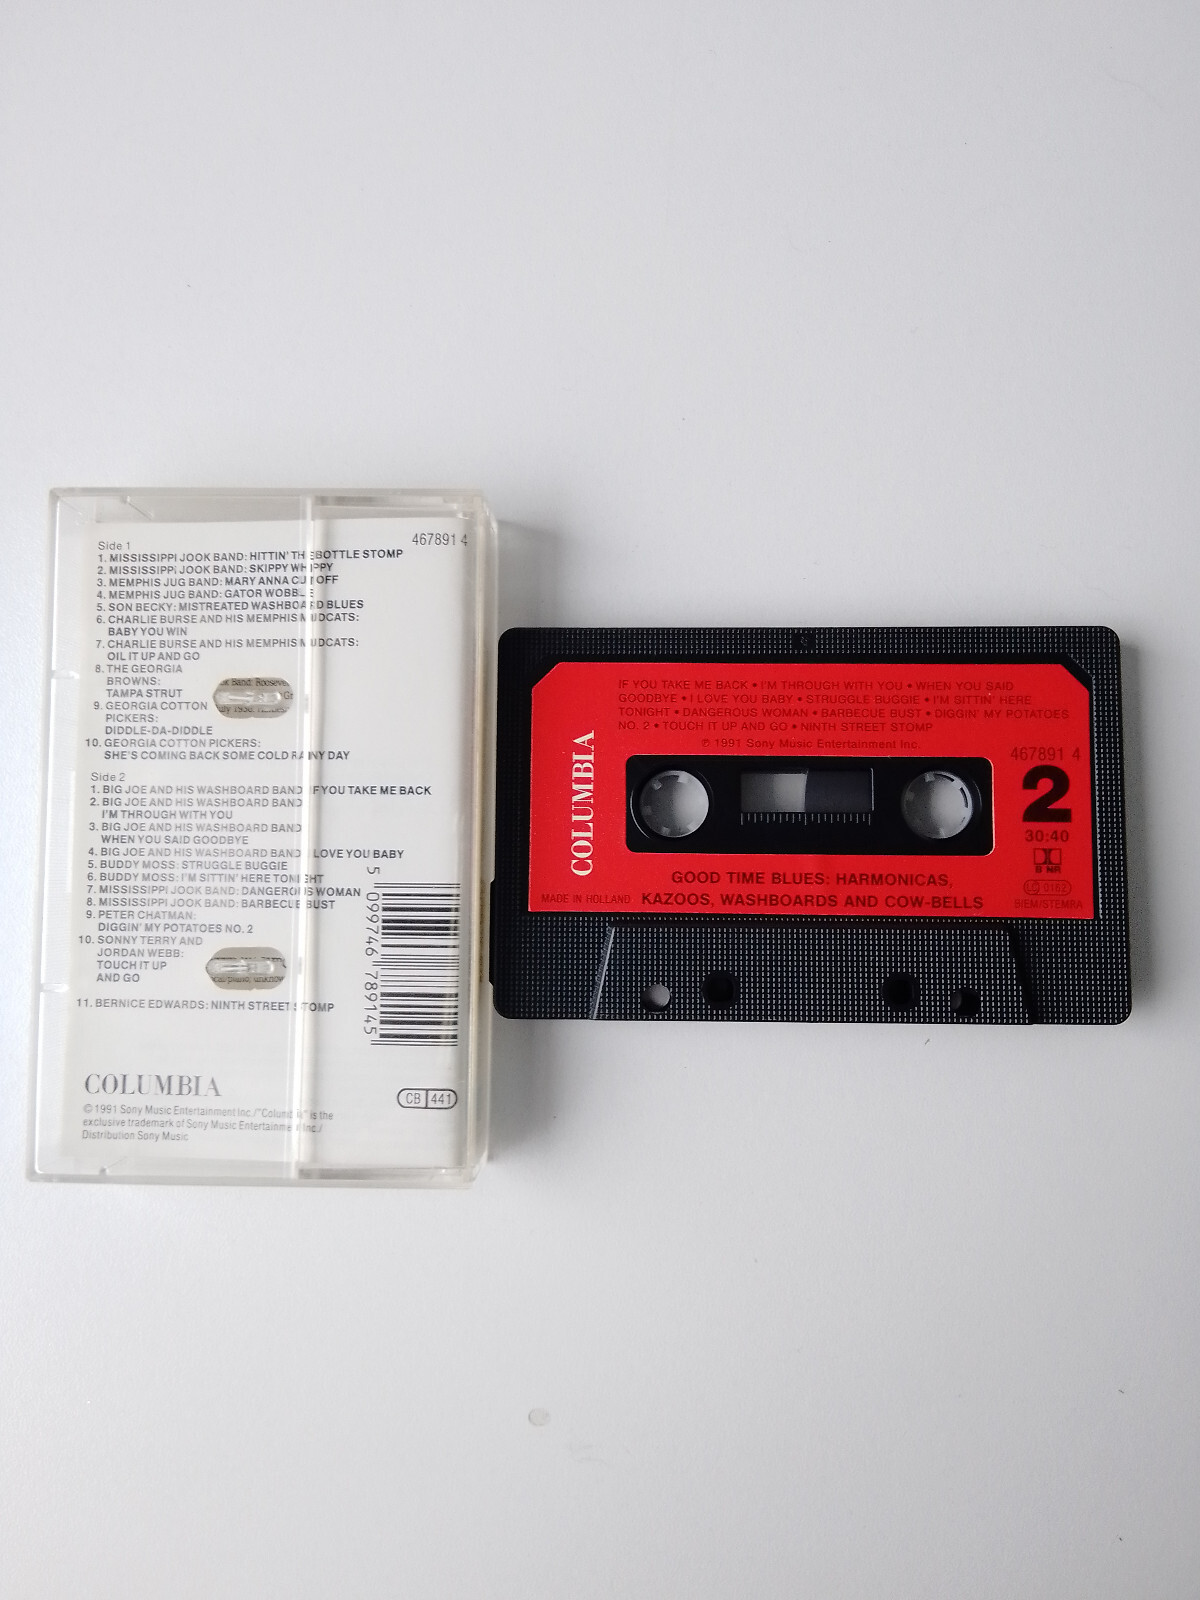 467891 4
Side 1
1. MISSISSIPPI JOOK BAND: HITTIN' THE BOTTLE STOMP
2. MISSISSIPPI JOOK BAND: SKIPPY WHIPPY
3. MEMPHIS JUG BAND: MARY ANNA CUT OFF
4. MEMPHIS JUG BAND: GATOR WOBBLE
5. SON BECKY: MISTREATED WASHBOARD BLUES
6. CHARLIE BURSE AND HIS MEMPHIS MUDCATS:
BABY YOU WIN
7. CHARLIE BURSE AND HIS MEMPHIS MUDCATS:
OIL IT UP AND GO
8. THE GEORGIA
BROWNS:
TAMPA STRUT
9. GEORGIA COTTON
PICKERS:
DIDDLE-DA-DIDDLE
10. GEORGIA COTTON PICKERS:
SHE'S COMING BACK SOME COLD RAINY DAY
Side 2
1. BIG JOE AND HIS WASHBOARD BAND: IF YOU TAKE ME BACK
2. BIG JOE AND HIS WASHBOARD BAND
I'M THROUGH WITH YOU
3. BIG JOE AND HIS WASHBOARD BAND
WHEN YOU SAID GOODBYE
4. BIG JOE AND HIS WASHBOARD BAND: I LOVE YOU BABY
5. BUDDY MOSS: STRUGGLE BUGGIE
6. BUDDY MOSS: I'M SITTIN' HERE TONIGHT
7. MISSISSIPPI JOOK BAND: DANGEROUS WOMAN
8. MISSISSIPPI JOOK BAND: BARBECUE BUST
9. PETER CHATMAN:
DIGGIN' MY POTATOES NO. 2
10. SONNY TERRY AND
JORDAN WEBB:
TOUCH IT UP
AND GO
11. BERNICE EDWARDS: NINTH STREET STOMP
5 099746 789145
COLUMBIA
CB 441
© 1991 Sony Music Entertainment Inc./"Columbia" is the
exclusive trademark of Sony Music Entertainment Inc./
Distribution Sony Music
IF YOU TAKE ME BACK • I'M THROUGH WITH YOU • WHEN YOU SAID
GOODBYE • I LOVE YOU BABY • STRUGGLE BUGGIE • I'M SITTIN' HERE
TONIGHT • DANGEROUS WOMAN • BARBECUE BUST • DIGGIN' MY POTATOES
NO. 2 • TOUCH IT UP AND GO • NINTH STREET STOMP
℗ 1991 Sony Music Entertainment Inc.
467891 4
COLUMBIA
2
30:40
B NR
LC 0162
BIEM/STEMRA
GOOD TIME BLUES: HARMONICAS,
KAZOOS, WASHBOARDS AND COW-BELLS
MADE IN HOLLAND